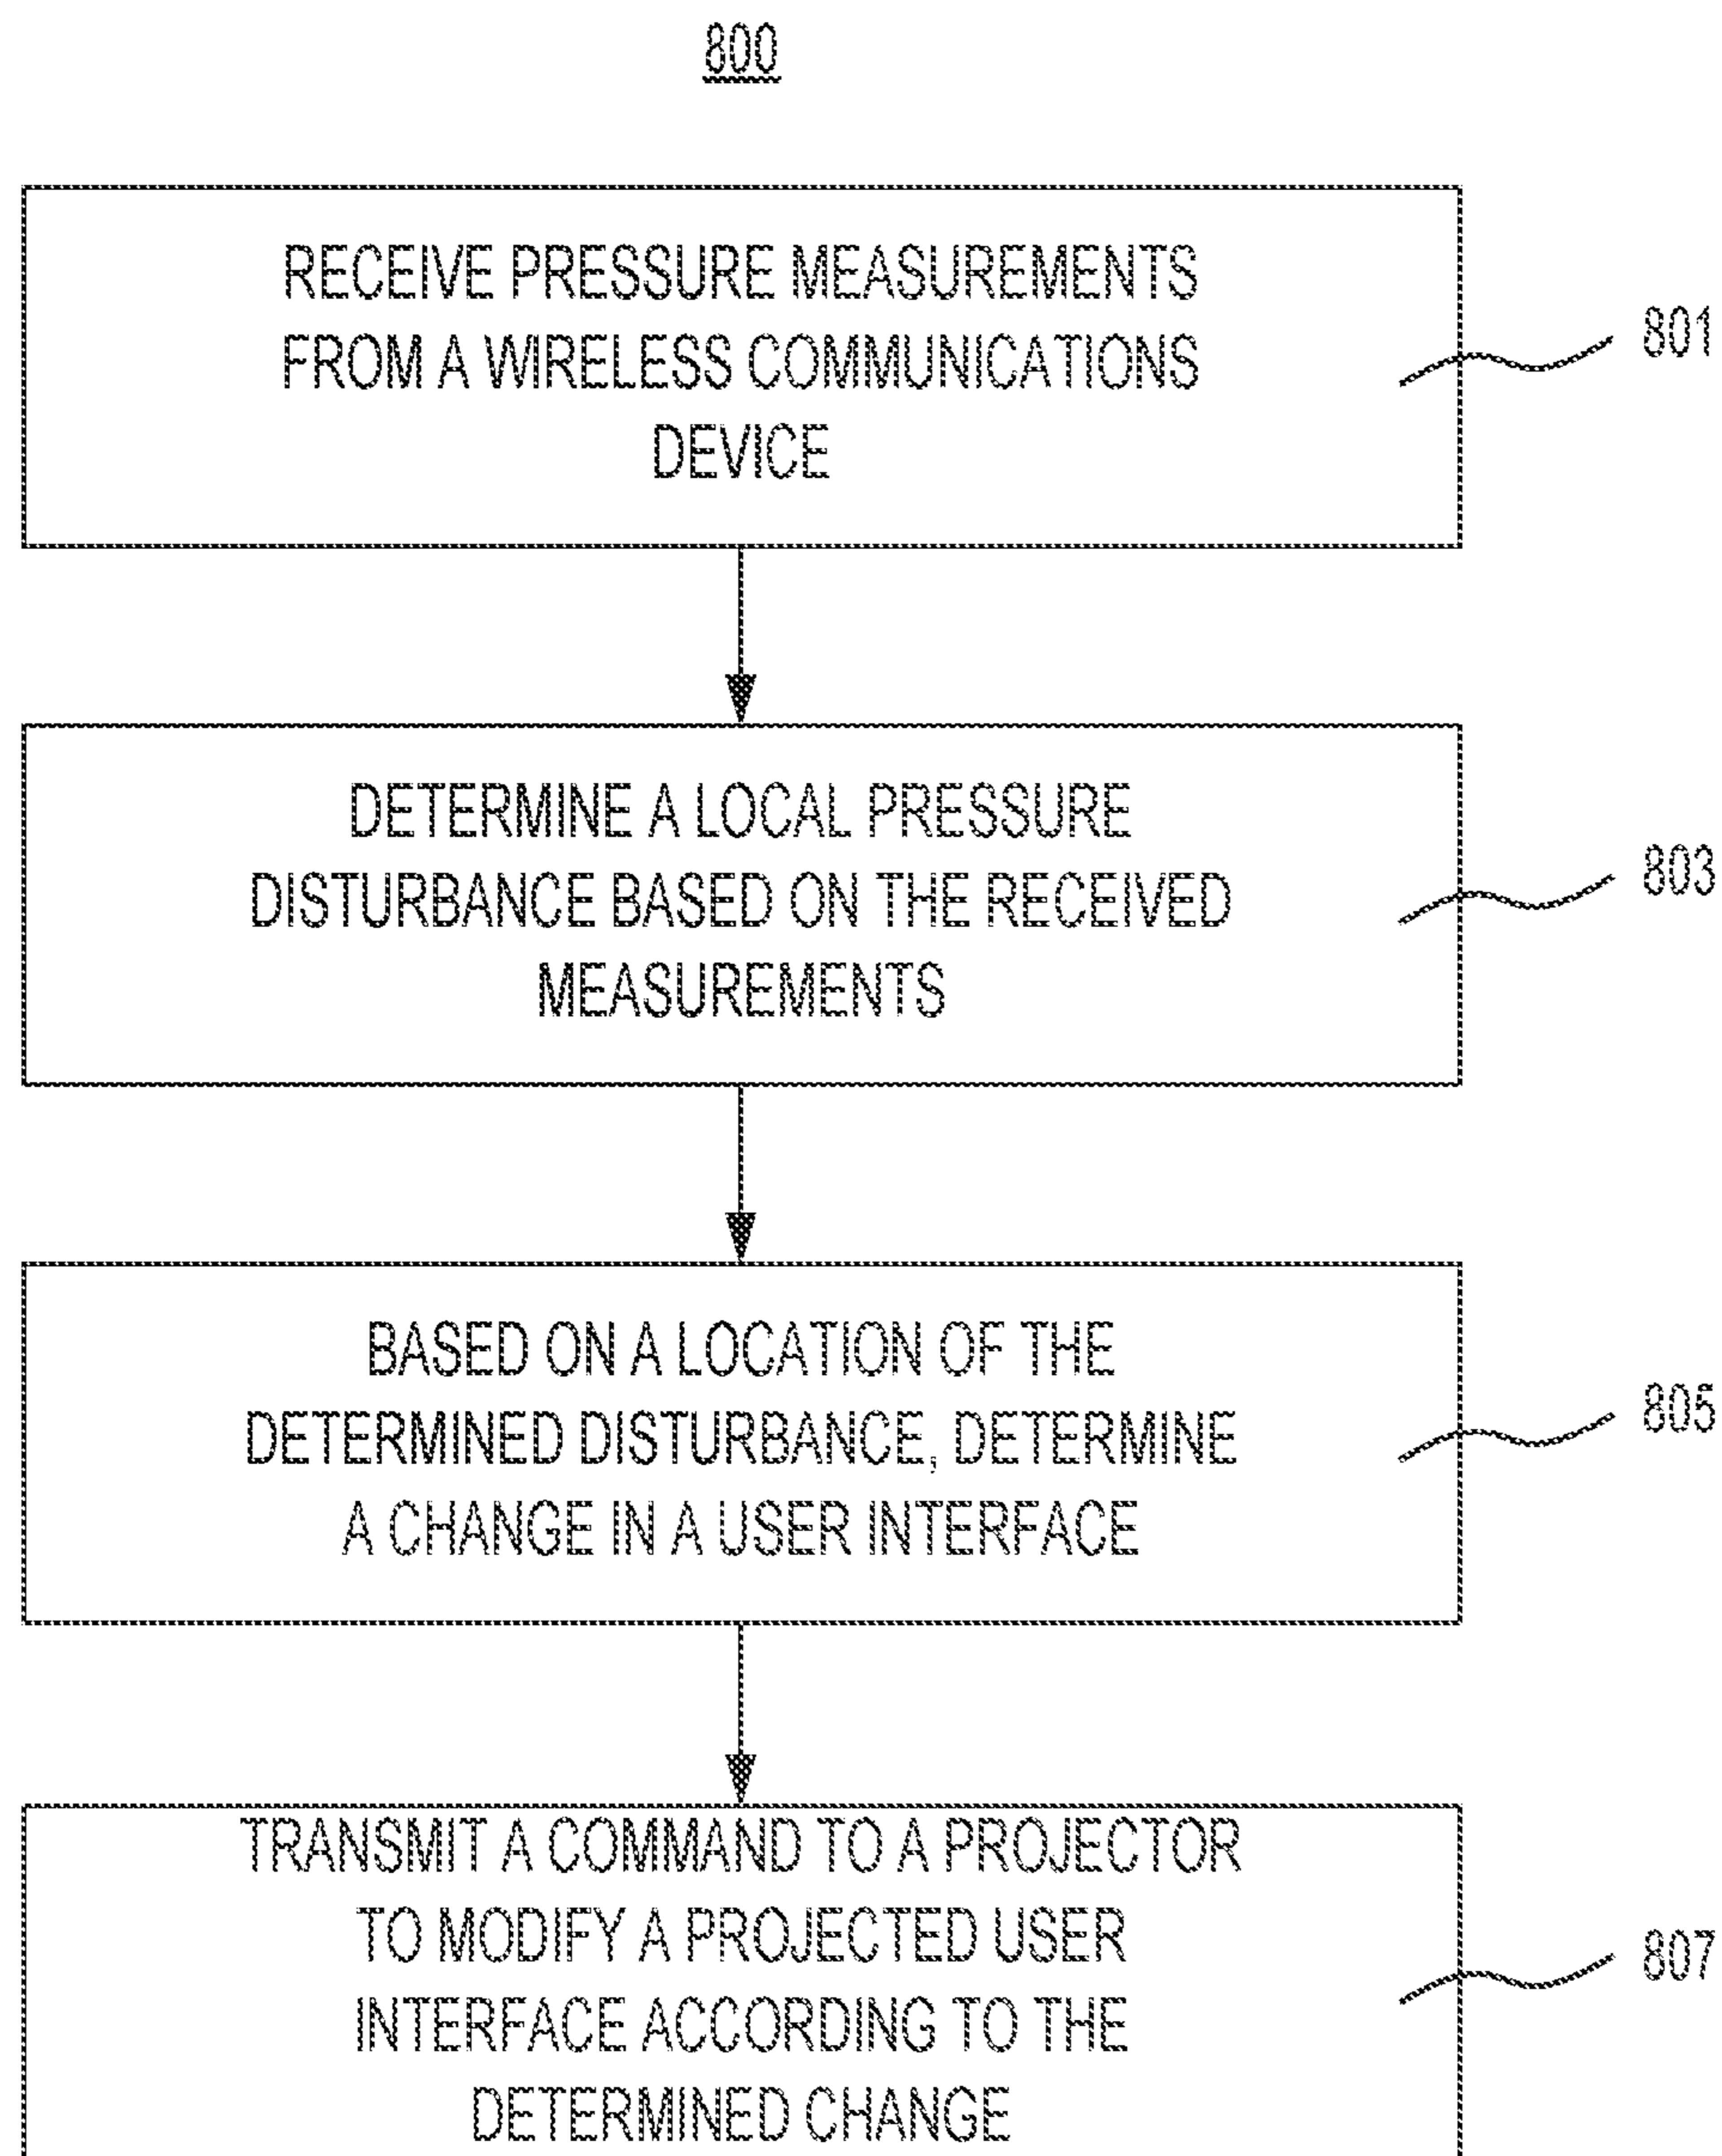 800
RECEIVE PRESSURE MEASUREMENTS
FROM A WIRELESS COMMUNICATIONS
DEVICE
801
DETERMINE A LOCAL PRESSURE
DISTURBANCE BASED ON THE RECEIVED
MEASUREMENTS
803
BASED ON A LOCATION OF THE
DETERMINED DISTURBANCE, DETERMINE
A CHANGE IN A USER INTERFACE
805
TRANSMIT A COMMAND TO A PROJECTOR
TO MODIFY A PROJECTED USER
INTERFACE ACCORDING TO THE
DETERMINED CHANGE
807